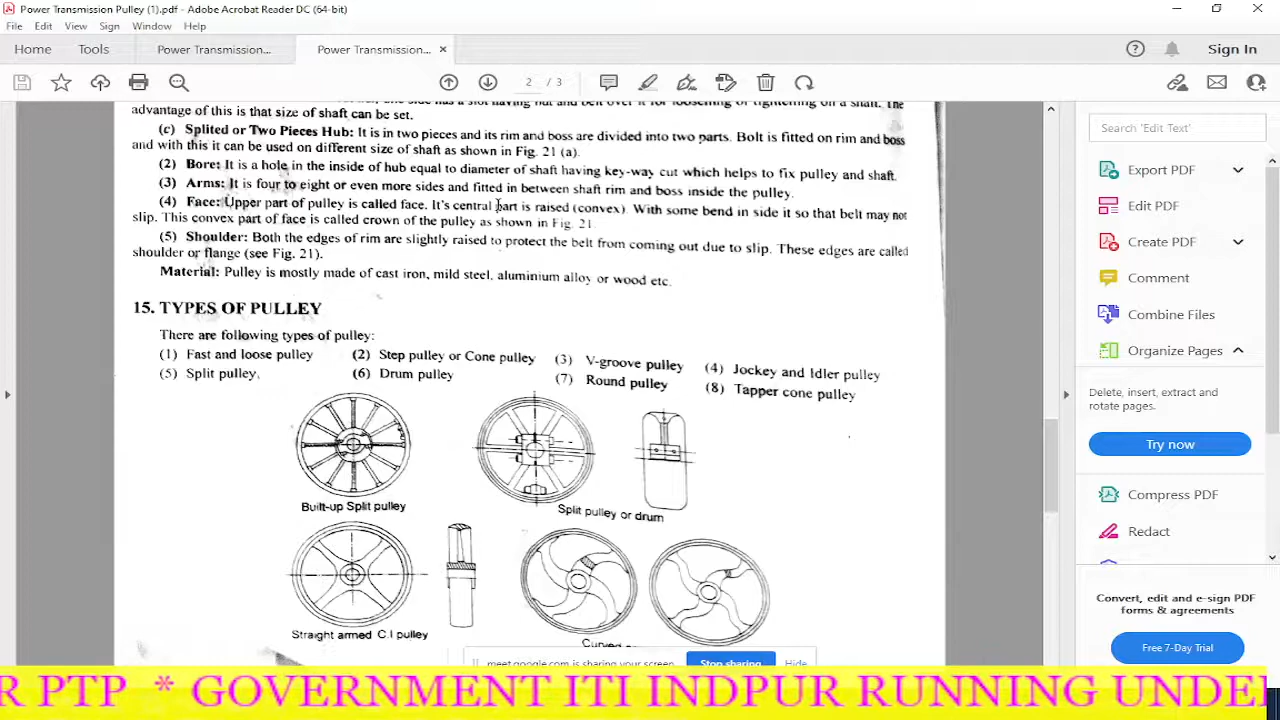 Power Transmission Pulley (1).pdf - Adobe Acrobat Reader DC (64-bit)
File Edit View Sign Window Help
Home Tools Power Transmission... Power Transmission... × Sign In
2 / 3
advantage of this is that size of shaft can be set.
(c) Splited or Two Pieces Hub: It is in two pieces and its rim and boss are divided into two parts. Bolt is fitted on rim and boss
and with this it can be used on different size of shaft as shown in Fig. 21 (a).
(2) Bore: It is a hole in the inside of hub equal to diameter of shaft having key-way cut which helps to fix pulley and shaft.
(3) Arms: It is four to eight or even more sides and fitted in between shaft rim and boss inside the pulley.
(4) Face: Upper part of pulley is called face. It's central part is raised (convex). With some bend in side it so that belt may not
slip. This convex part of face is called crown of the pulley as shown in Fig. 21.
(5) Shoulder: Both the edges of rim are slightly raised to protect the belt from coming out due to slip. These edges are called
shoulder or flange (see Fig. 21).
Material: Pulley is mostly made of cast iron, mild steel, aluminium alloy or wood etc.
15. TYPES OF PULLEY
There are following types of pulley:
(1) Fast and loose pulley (2) Step pulley or Cone pulley (3) V-groove pulley (4) Jockey and Idler pulley
(5) Split pulley. (6) Drum pulley (7) Round pulley (8) Tapper cone pulley
Built-up Split pulley Split pulley or drum
Straight armed C.I pulley
Search 'Edit Text'
Export PDF
Edit PDF
Create PDF
Comment
Combine Files
Organize Pages
Delete, insert, extract and
rotate pages.
Try now
Compress PDF
Redact
Convert, edit and e-sign PDF
forms & agreements
Free 7-Day Trial
meet.google.com is sharing your screen. Stop sharing Hide
R PTP * GOVERNMENT ITI INDPUR RUNNING UNDE